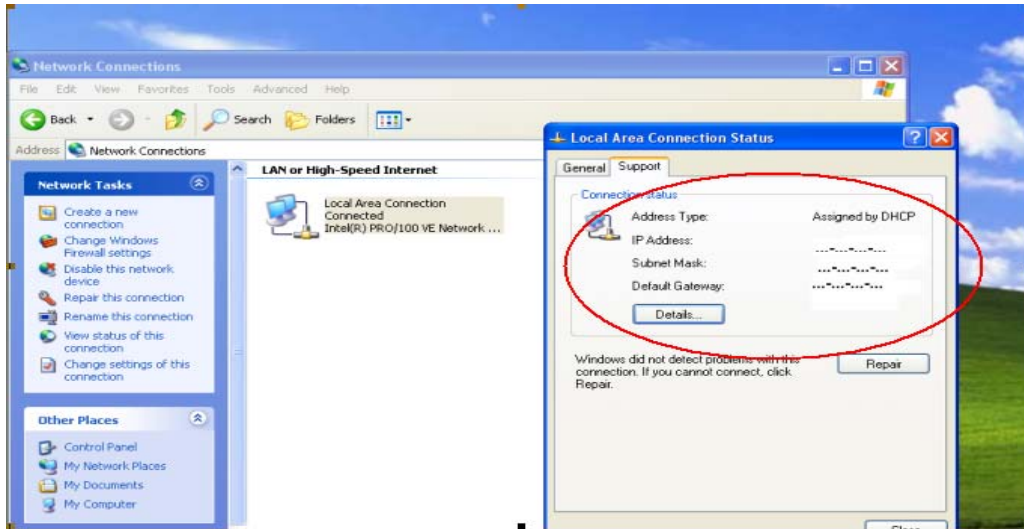 Network Connections
File Edit View Favorites Tools Advanced Help
Back Search Folders
Address Network Connections
Network Tasks
Create a new
connection
Change Windows
Firewall settings
Disable this network
device
Repair this connection
Rename this connection
View status of this
connection
Change settings of this
connection
Other Places
Control Panel
My Network Places
My Documents
My Computer
LAN or High-Speed Internet
Local Area Connection
Connected
Intel(R) PRO/100 VE Network ...
Local Area Connection Status
General Support
Connection status
Address Type: Assigned by DHCP
IP Address: ---.---.---.---
Subnet Mask: ---.---.---.---
Default Gateway: ---.---.---.---
Details...
Windows did not detect problems with this
connection. If you cannot connect, click
Repair.
Repair
Close